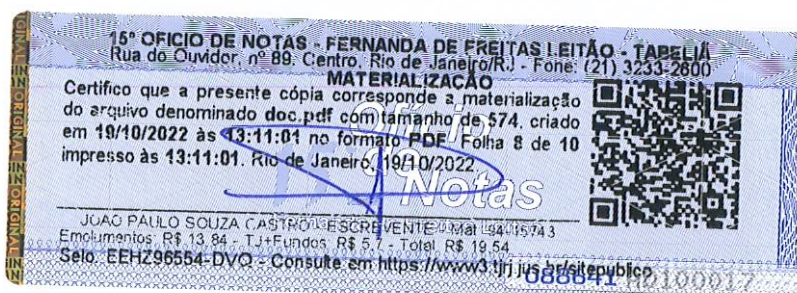 15º OFICIO DE NOTAS - FERNANDA DE FREITAS LEITÃO - TABELIÃ
Rua do Ouvidor, nº 89, Centro, Rio de Janeiro/RJ - Fone: (21) 3233-2600
MATERIALIZAÇÃO
Certifico que a presente cópia corresponde a materialização
do arquivo denominado doc.pdf com tamanho de 574, criado
em 19/10/2022 às 13:11:01 no formato PDF. Folha 8 de 10
impresso às 13:11:01. Rio de Janeiro, 19/10/2022
ofício
de Notas
JOAO PAULO SOUZA CASTRO - ESCREVENTE - Mat
Emolumentos: R$ 13,84 - TJ+Fundos: R$ 5,7 - Total: R$ 19,54
Selo: EEHZ96554-DVQ - Consulte em https://www3.tjrj.jus.br/sitepublico
088641